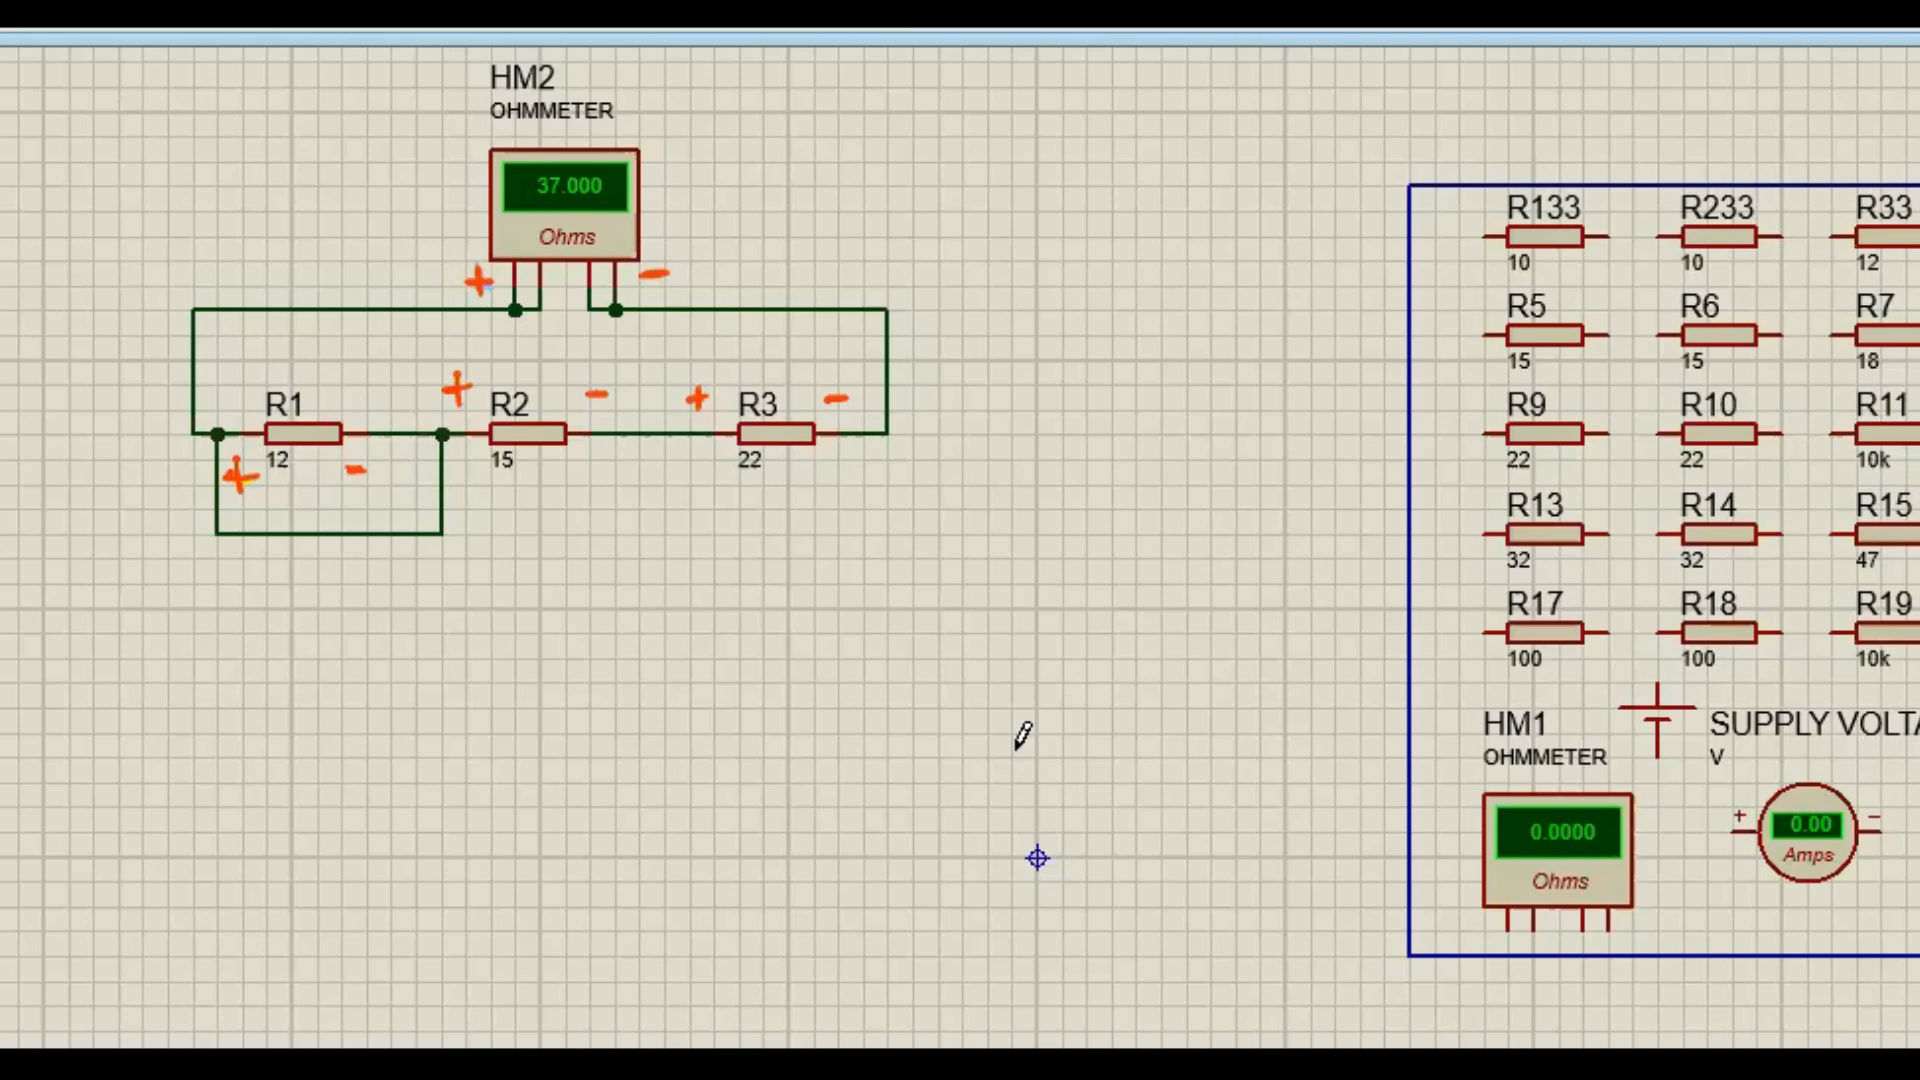 HM2
OHMMETER
37.000
Ohms
+ -
+ - + -
R1 R2 R3
12 15 22
+ -
R133 R233 R33
10 10 12
R5 R6 R7
15 15 18
R9 R10 R11
22 22 10k
R13 R14 R15
32 32 47
R17 R18 R19
100 100 10k
HM1 SUPPLY VOLTA
OHMMETER V
0.0000
Ohms
+ -
0.00
Amps